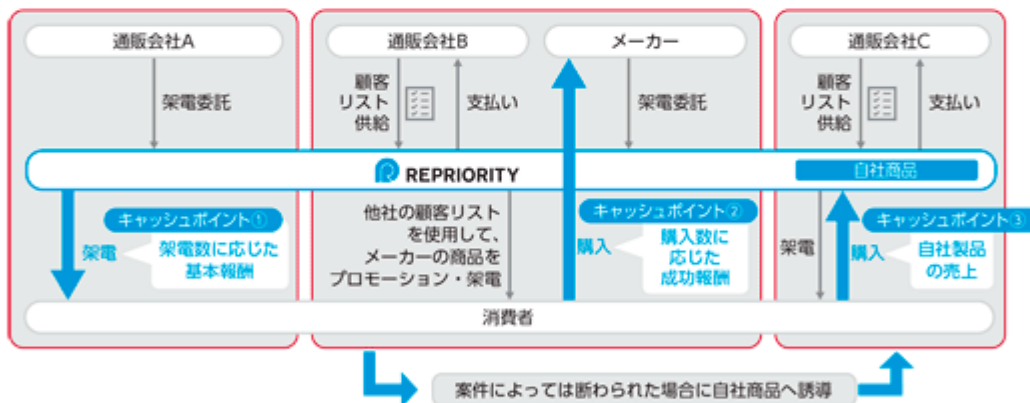 通販会社A
架電委託
キャッシュポイント①
架電
架電数に応じた
基本報酬
通販会社B
メーカー
顧客
リスト
供給
支払い
架電委託
REPRIORITY
他社の顧客リスト
を使用して、
メーカーの商品を
プロモーション・架電
キャッシュポイント②
購入
購入数に
応じた
成功報酬
通販会社C
顧客
リスト
供給
支払い
自社商品
架電
キャッシュポイント③
購入
自社製品
の売上
消費者
案件によっては断わられた場合に自社商品へ誘導